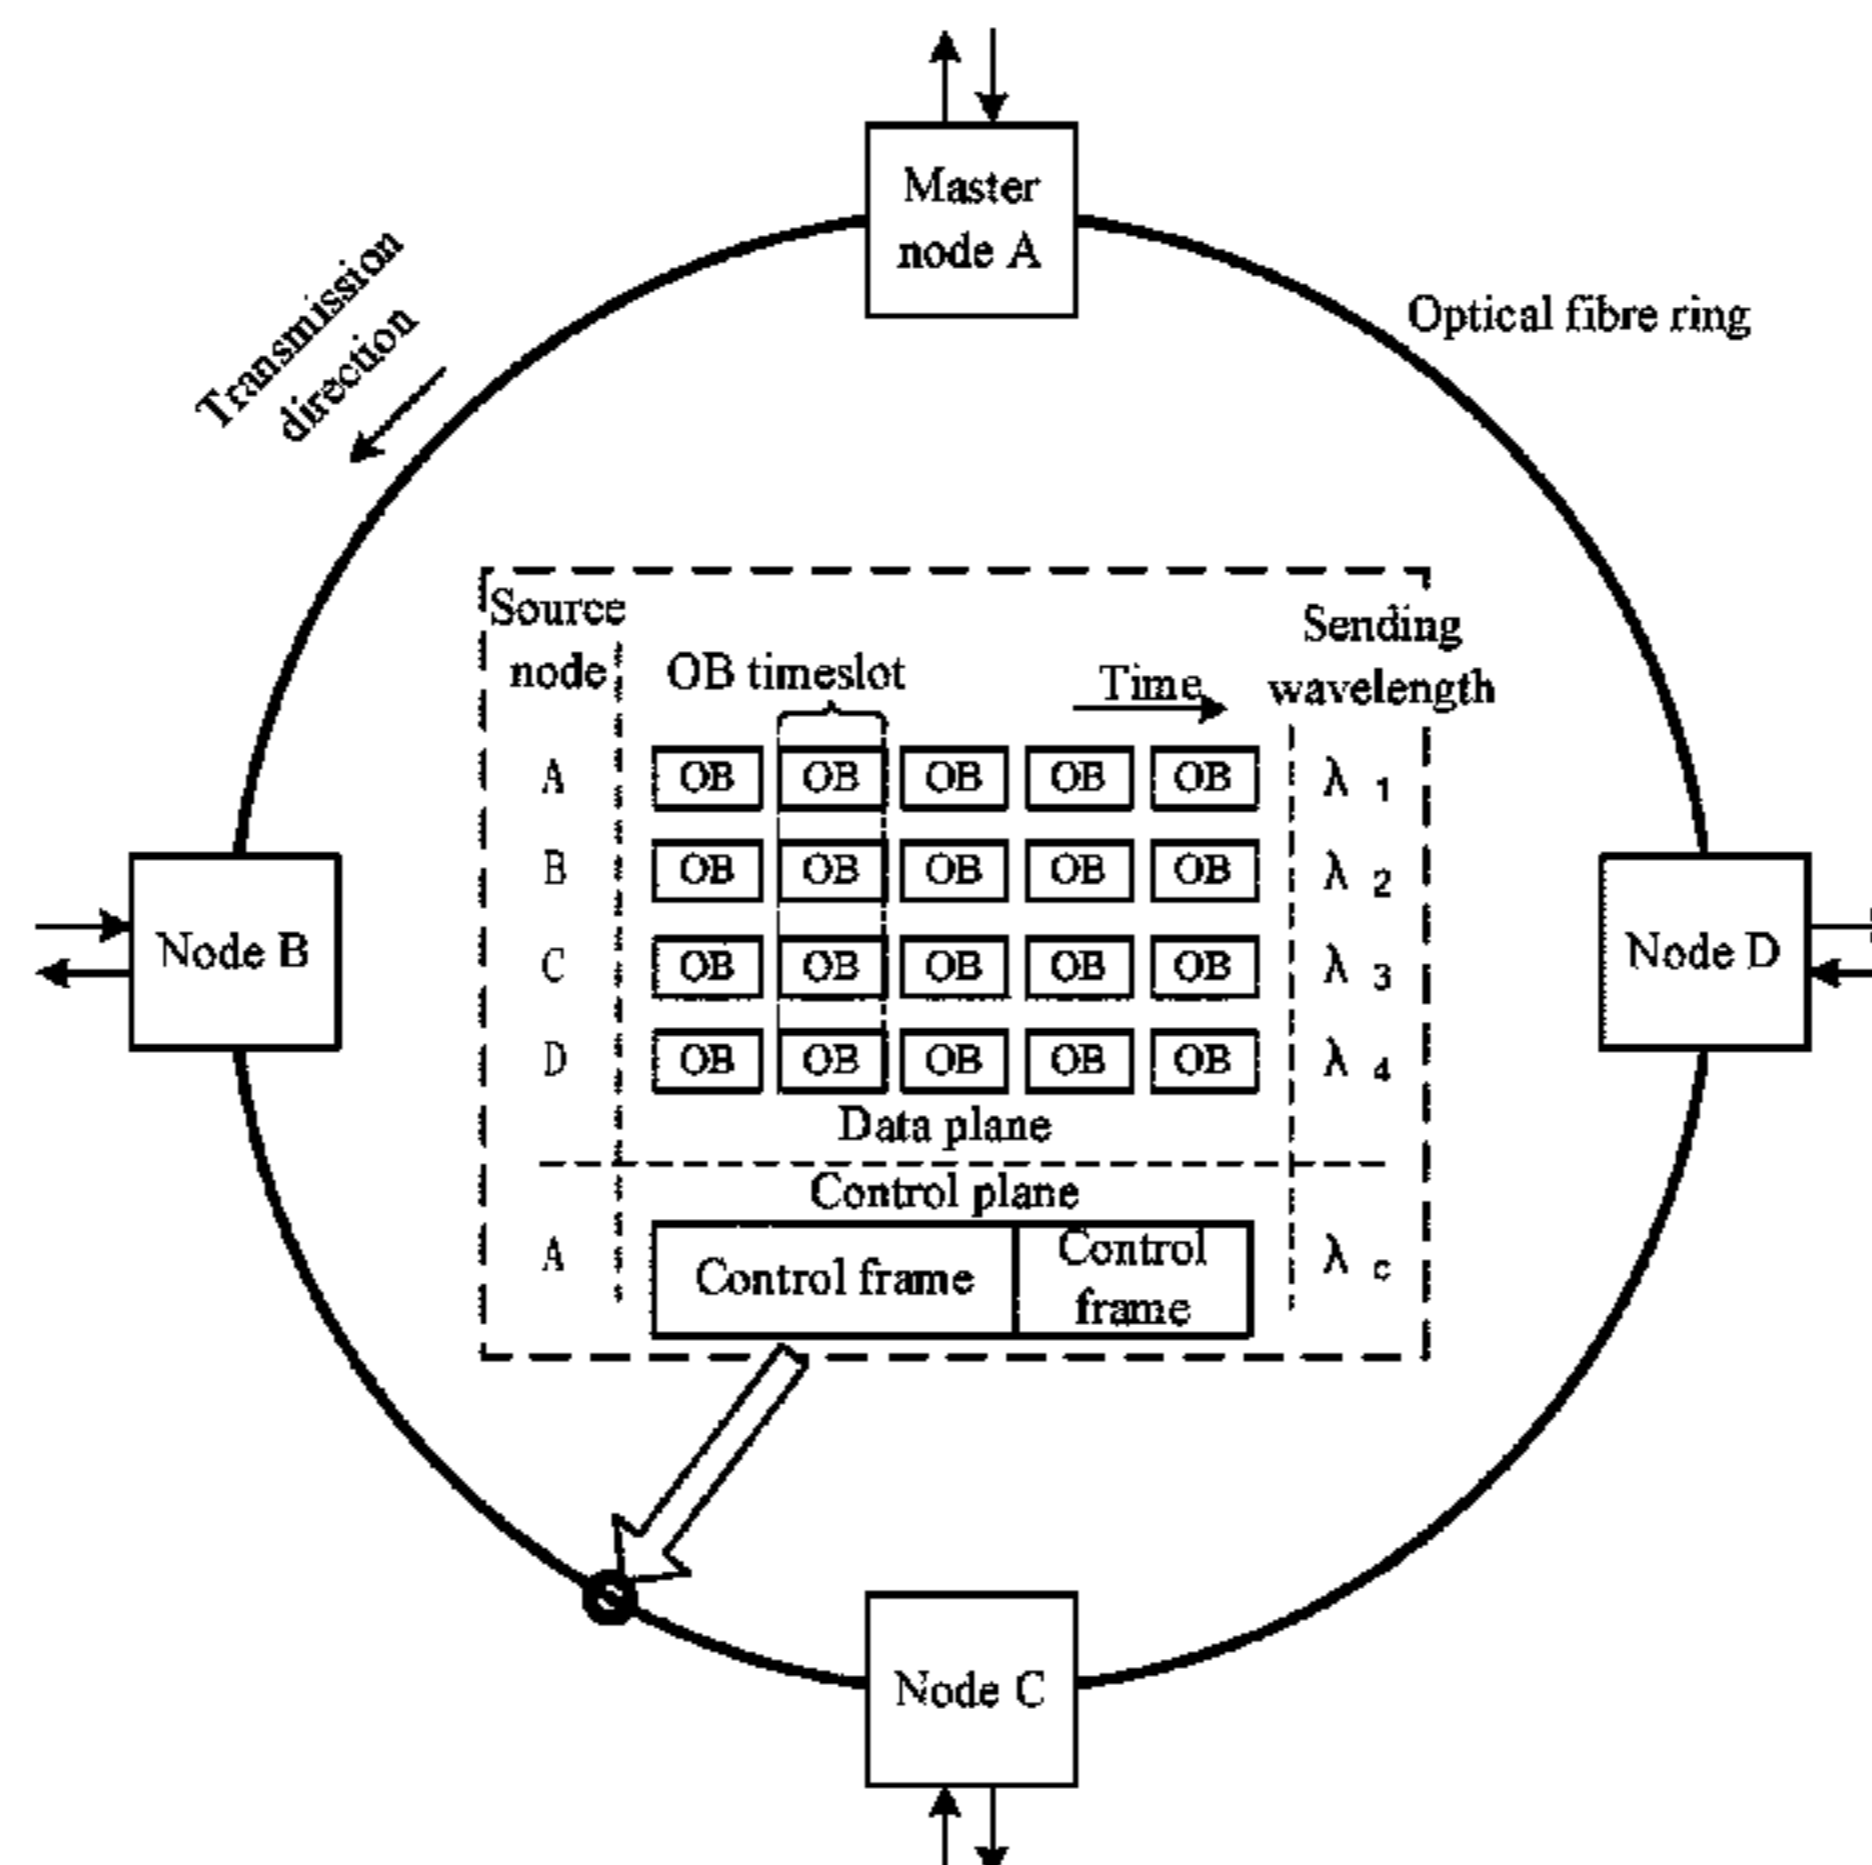 Master
node A
Transmission
direction
Optical fibre ring
Source
node
OB timeslot
Time
Sending
wavelength
A OB OB OB OB OB λ 1
B OB OB OB OB OB λ 2
C OB OB OB OB OB λ 3
D OB OB OB OB OB λ 4
Data plane
Control plane
A Control frame Control frame λ c
Node B
Node D
Node C